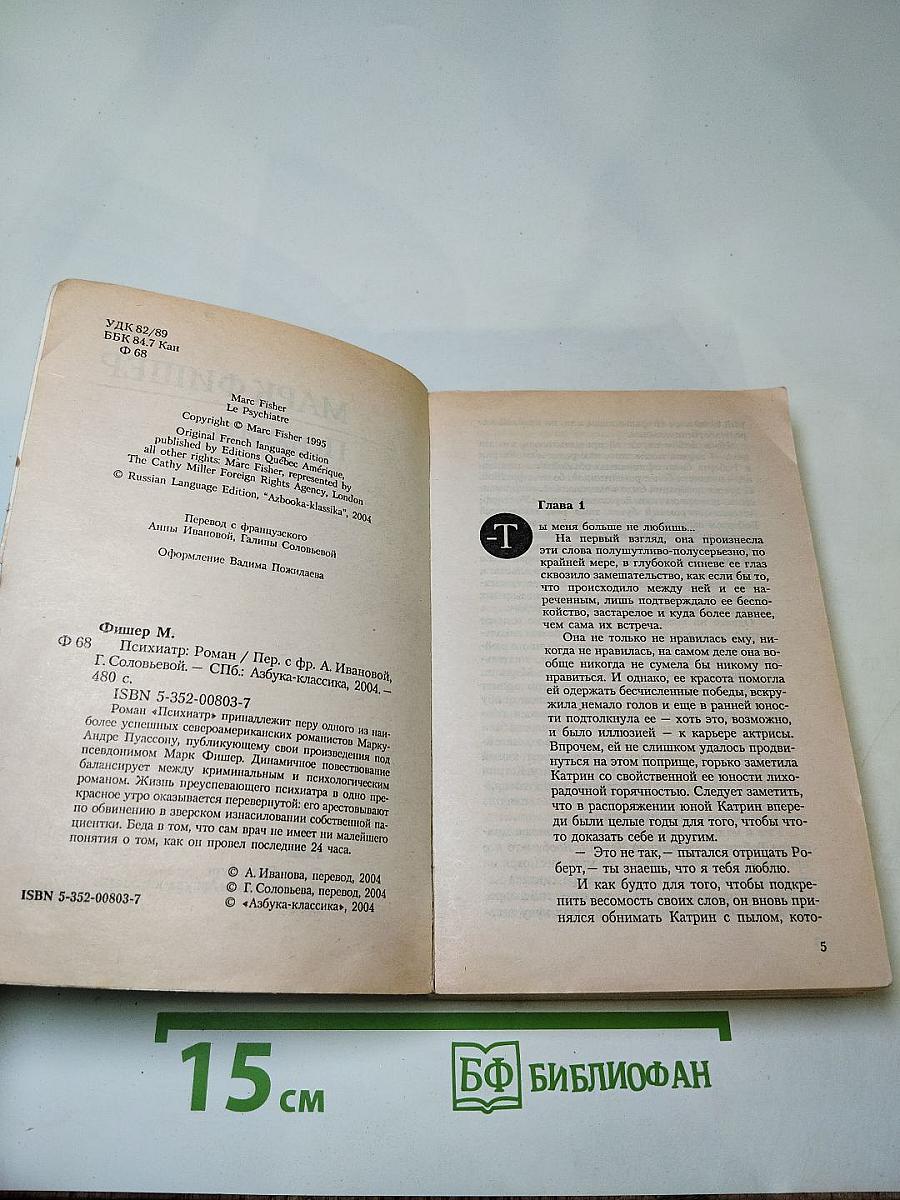 УДК 82/89
ББК 84.7 Кан
Ф 68
Marc Fisher
Le Psychiatre
Copyright © Marc Fisher 1995
Original French language edition
published by Editions Québec Amérique,
all other rights: Marc Fisher, represented by
The Cathy Miller Foreign Rights Agency, London
© Russian Language Edition, "Azbooka-klassika", 2004
Перевод с французского
Анны Ивановой, Галины Соловьевой
Оформление Вадима Пожидаева
Фишер М.
Ф 68 Психиатр: Роман / Пер. с фр. А. Ивановой,
Г. Соловьевой. — СПб.: Азбука-классика, 2004. —
480 с.
ISBN 5-352-00803-7
Роман «Психиатр» принадлежит перу одного из наи-
более успешных североамериканских романистов Марку-
Андре Пуассону, публикующему свои произведения под
псевдонимом Марк Фишер. Динамичное повествование
балансирует между криминальным и психологическим
романом. Жизнь преуспевающего психиатра в одно пре-
красное утро оказывается перевернутой: его арестовывают
по обвинению в зверском изнасиловании собственной па-
циентки. Беда в том, что сам врач не имеет ни малейшего
понятия о том, как он провел последние 24 часа.
© А. Иванова, перевод, 2004
© Г. Соловьева, перевод, 2004
© «Азбука-классика», 2004
ISBN 5-352-00803-7
Глава 1
-Ты меня больше не любишь...
На первый взгляд, она произнесла
эти слова полушутливо-полусерьезно, по
крайней мере, в глубокой синеве ее глаз
сквозило замешательство, как если бы то,
что происходило между ней и ее на-
реченным, лишь подтверждало ее беспо-
койство, застарелое и куда более давнее,
чем сама их встреча.
Она не только не нравилась ему, ни-
когда не нравилась, на самом деле она во-
обще никогда не сумела бы никому по-
нравиться. И однако, ее красота помогла
ей одержать бесчисленные победы, вскру-
жила немало голов и еще в ранней юнос-
ти подтолкнула ее — хоть это, возможно,
и было иллюзией — к карьере актрисы.
Впрочем, ей не слишком удалось продви-
нуться на этом поприще, горько заметила
Катрин со свойственной ее юности лихо-
радочной горячностью. Следует заметить,
что в распоряжении юной Катрин впере-
ди были целые годы для того, чтобы что-
то доказать себе и другим.
— Это не так,— пытался отрицать Ро-
берт,— ты знаешь, что я тебя люблю.
И как будто для того, чтобы подкре-
пить весомость своих слов, он вновь при-
нялся обнимать Катрин с пылом, кото-
5
15 см
БФ БИБЛИОФАН